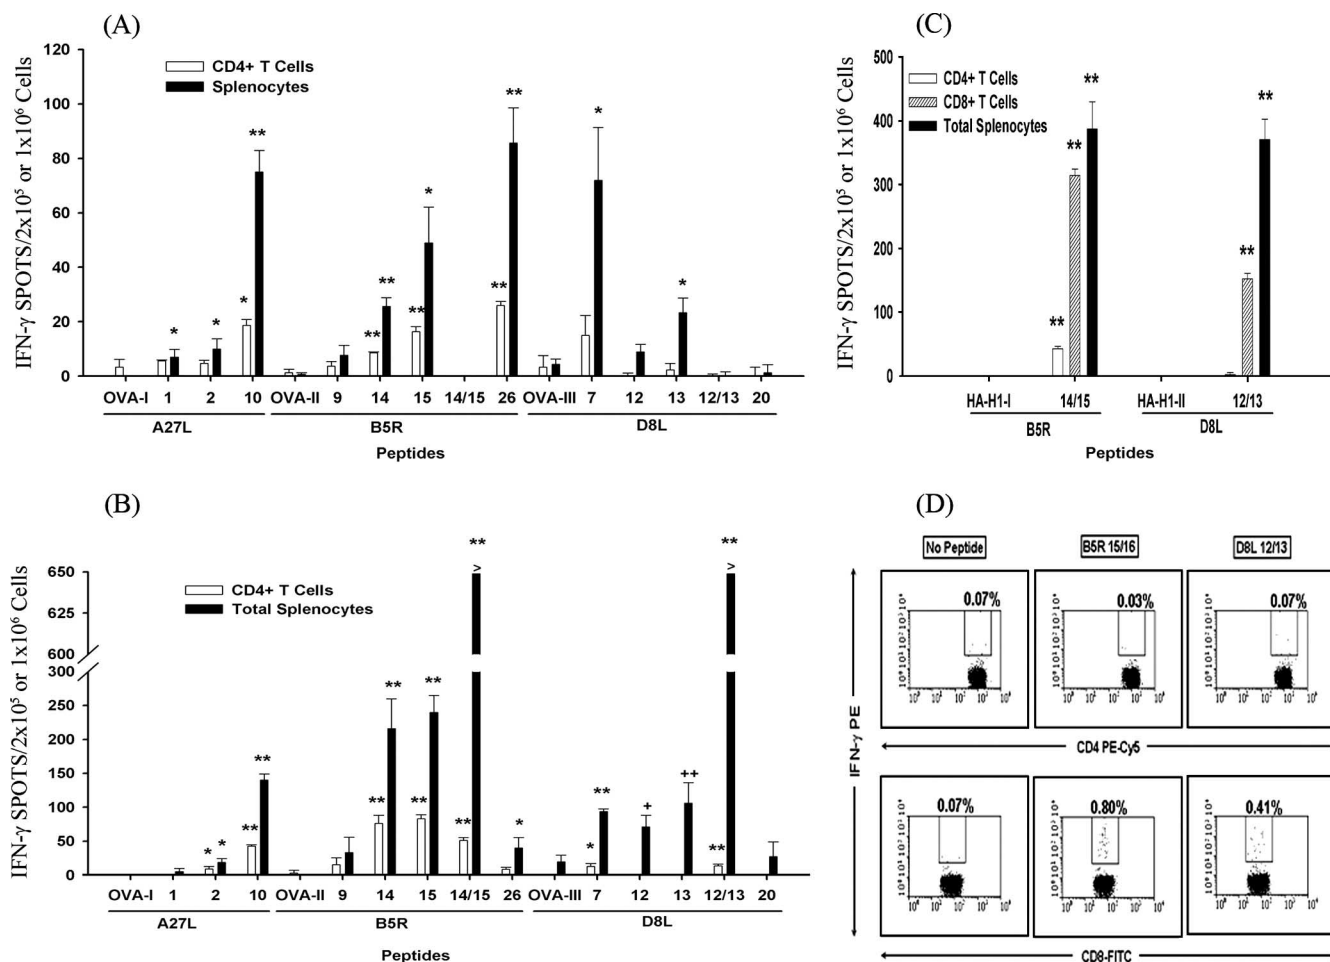 (A)
IFN-γ SPOTS/2x10⁵ or 1x10⁶ Cells
120
100
80
60
40
20
0
CD4+ T Cells
Splenocytes
* * * ** ** ** ** * ** ** * *
OVA-I 1 2 10 OVA-II 9 14 15 14/15 26 OVA-III 7 12 13 12/13 20
A27L B5R D8L
Peptides
(C)
IFN-γ SPOTS/2x10⁵ or 1x10⁶ Cells
500
400
300
200
100
0
CD4+ T Cells
CD8+ T Cells
Total Splenocytes
** ** ** ** **
HA-H1-I 14/15 HA-H1-II 12/13
B5R D8L
Peptides
(B)
IFN-γ SPOTS/2x10⁵ or 1x10⁶ Cells
650
625
600
300
250
200
150
100
50
0
CD4+ T Cells
Total Splenocytes
* * ** ** ** ** ** ** ** ** > * * ** + ++ ** ** >
OVA-I 1 2 10 OVA-II 9 14 15 14/15 26 OVA-III 7 12 13 12/13 20
A27L B5R D8L
Peptides
(D)
No Peptide B5R 15/16 D8L 12/13
IFN-γ PE
0.07% 0.03% 0.07%
CD4 PE-Cy5
0.07% 0.80% 0.41%
CD8-FITC